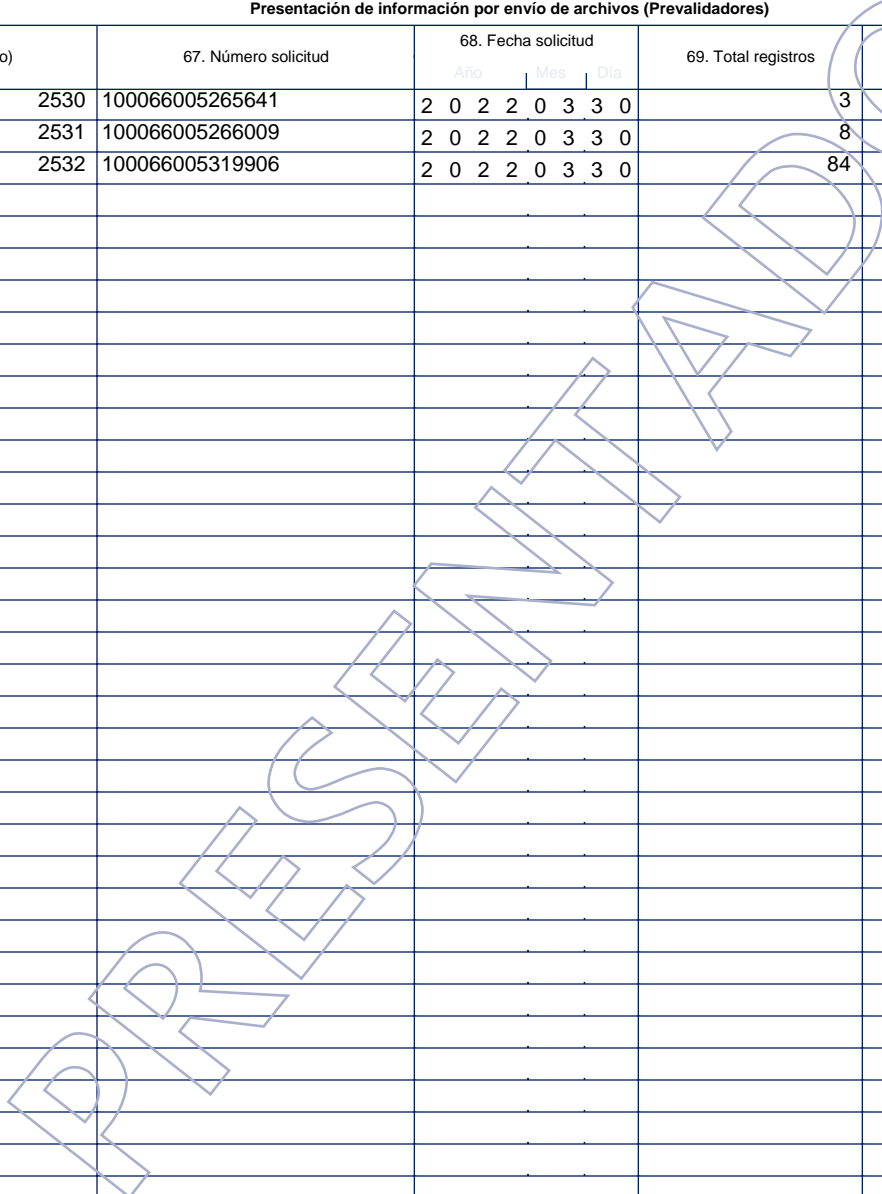 Presentación de información por envío de archivos (Prevalidadores)
o) 67. Número solicitud 68. Fecha solicitud 69. Total registros
Año Mes Día
2530 100066005265641 2 0 2 2 0 3 3 0 3
2531 100066005266009 2 0 2 2 0 3 3 0 8
2532 100066005319906 2 0 2 2 0 3 3 0 84
PRESENTADO